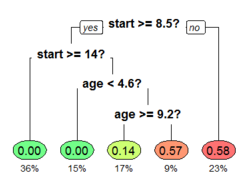 yes start >= 8.5? no
start >= 14?
age < 4.6?
age >= 9.2?
0.00 0.00 0.14 0.57 0.58
36% 15% 17% 9% 23%